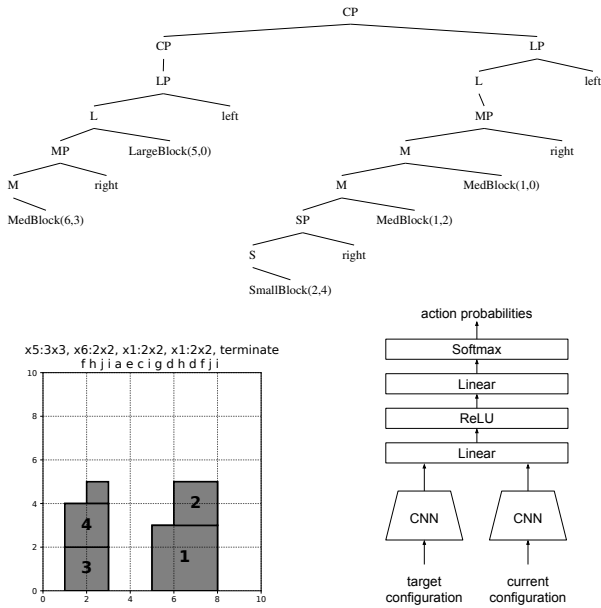 CP
CP LP
LP L left
L left MP
MP LargeBlock(5,0) M right
M right M MedBlock(1,0)
MedBlock(6,3) SP MedBlock(1,2)
S right
SmallBlock(2,4)
x5:3x3, x6:2x2, x1:2x2, x1:2x2, terminate
f h j i a e c i g d h d f j i
10
8
6
4
2
0
0 2 4 6 8 10
2
4
1
3
action probabilities
Softmax
Linear
ReLU
Linear
CNN CNN
target configuration
current configuration